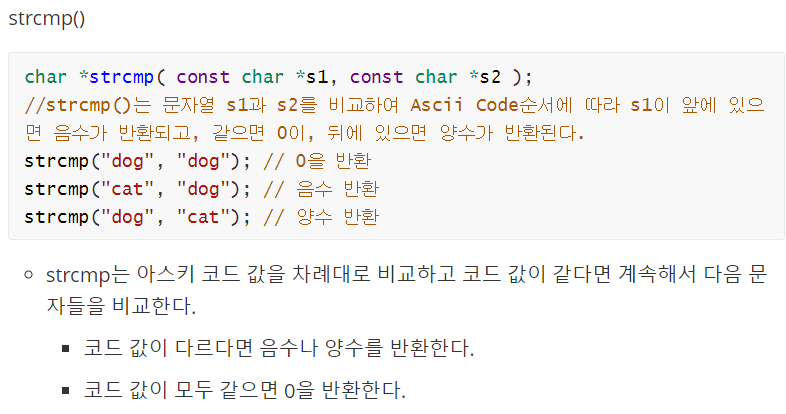 strcmp()
char *strcmp( const char *s1, const char *s2 );
//strcmp()는 문자열 s1과 s2를 비교하여 Ascii Code순서에 따라 s1이 앞에 있으
면 음수가 반환되고, 같으면 0이, 뒤에 있으면 양수가 반환된다.
strcmp("dog", "dog"); // 0을 반환
strcmp("cat", "dog"); // 음수 반환
strcmp("dog", "cat"); // 양수 반환
strcmp는 아스키 코드 값을 차례대로 비교하고 코드 값이 같다면 계속해서 다음 문
자들을 비교한다.
코드 값이 다르다면 음수나 양수를 반환한다.
코드 값이 모두 같으면 0을 반환한다.